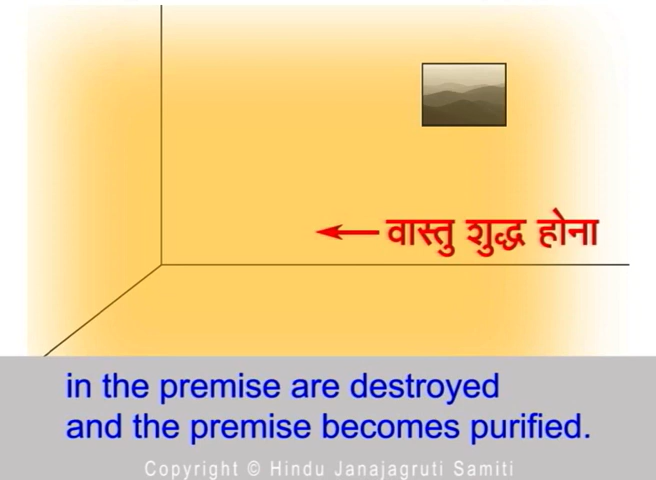 वास्तु शुद्ध होना
in the premise are destroyed
and the premise becomes purified.
Copyright © Hindu Janajagruti Samiti